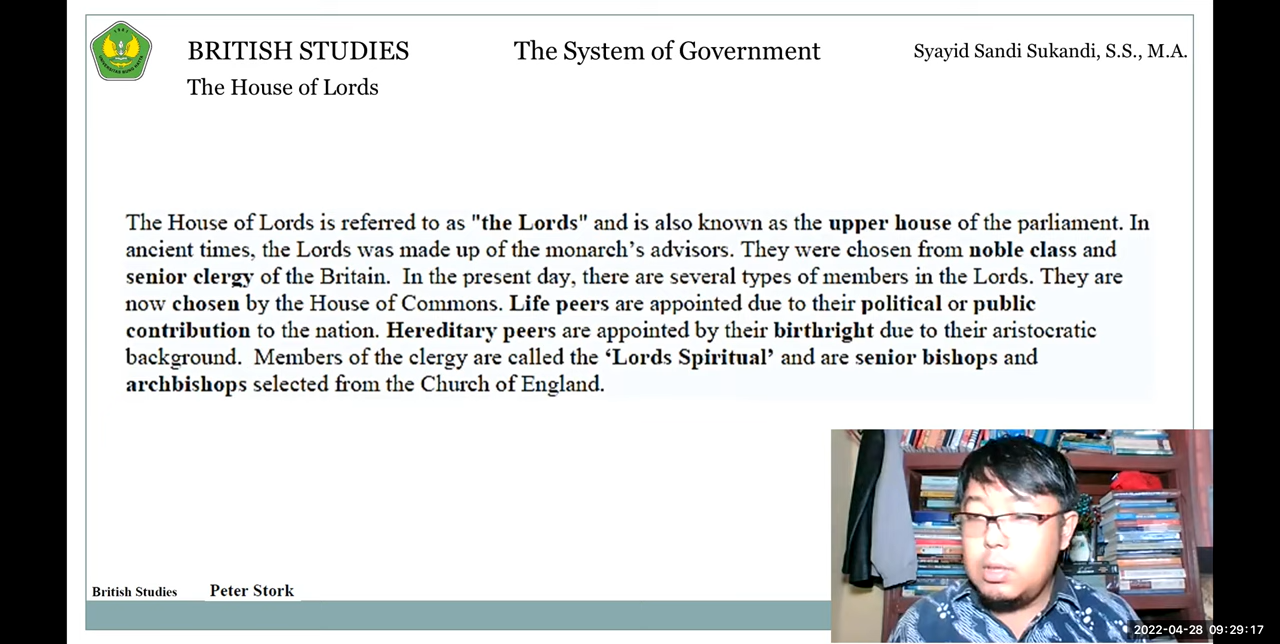 BRITISH STUDIES
The System of Government
Syayid Sandi Sukandi, S.S., M.A.
The House of Lords
The House of Lords is referred to as "the Lords" and is also known as the upper house of the parliament. In
ancient times, the Lords was made up of the monarch’s advisors. They were chosen from noble class and
senior clergy of the Britain. In the present day, there are several types of members in the Lords. They are
now chosen by the House of Commons. Life peers are appointed due to their political or public
contribution to the nation. Hereditary peers are appointed by their birthright due to their aristocratic
background. Members of the clergy are called the ‘Lords Spiritual’ and are senior bishops and
archbishops selected from the Church of England.
British Studies
Peter Stork
2022-04-28 09:29:17